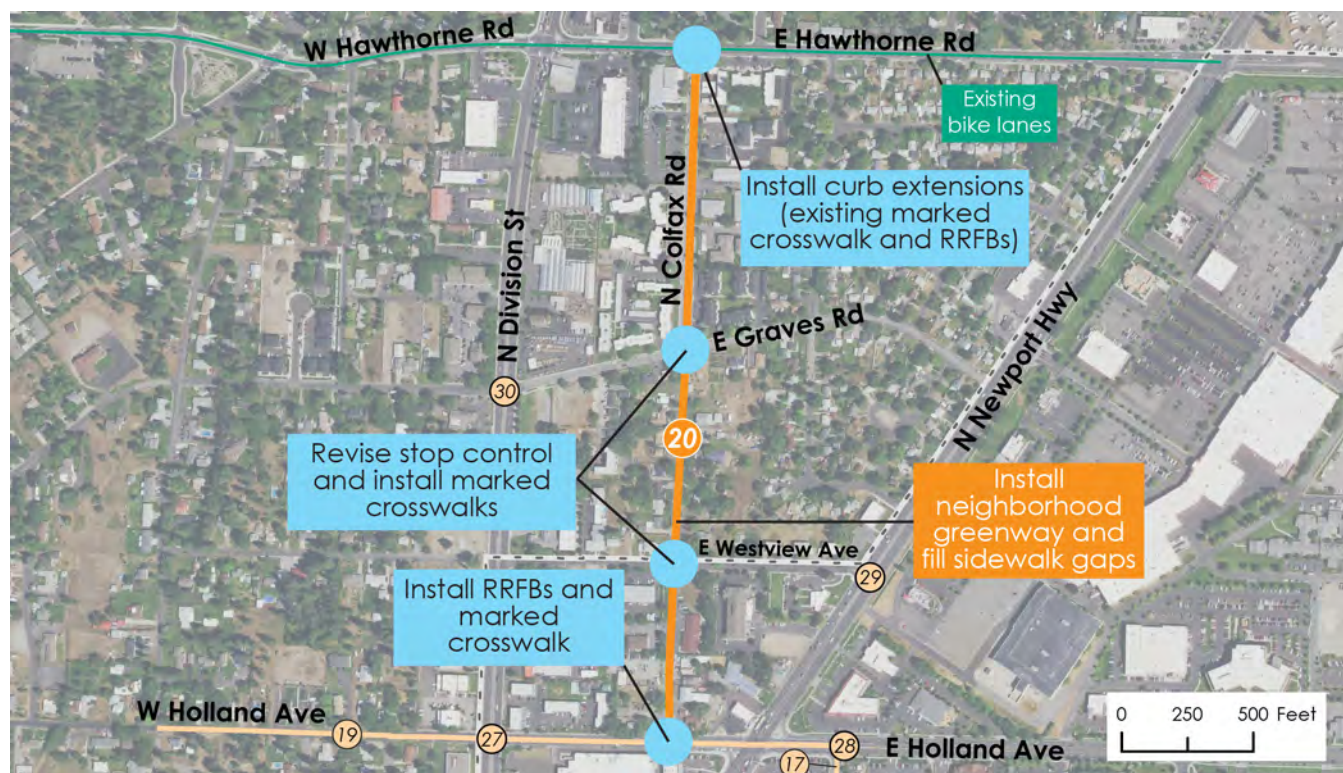 W Hawthorne Rd
E Hawthorne Rd
Existing
bike lanes
Install curb extensions
(existing marked
crosswalk and RRFBs)
N Colfax Rd
N Division St
E Graves Rd
N Newport Hwy
30
20
Revise stop control
and install marked
crosswalks
Install
neighborhood
greenway and
fill sidewalk gaps
E Westview Ave
29
Install RRFBs and
marked
crosswalk
W Holland Ave
19
27
28
E Holland Ave
17
0 250 500 Feet